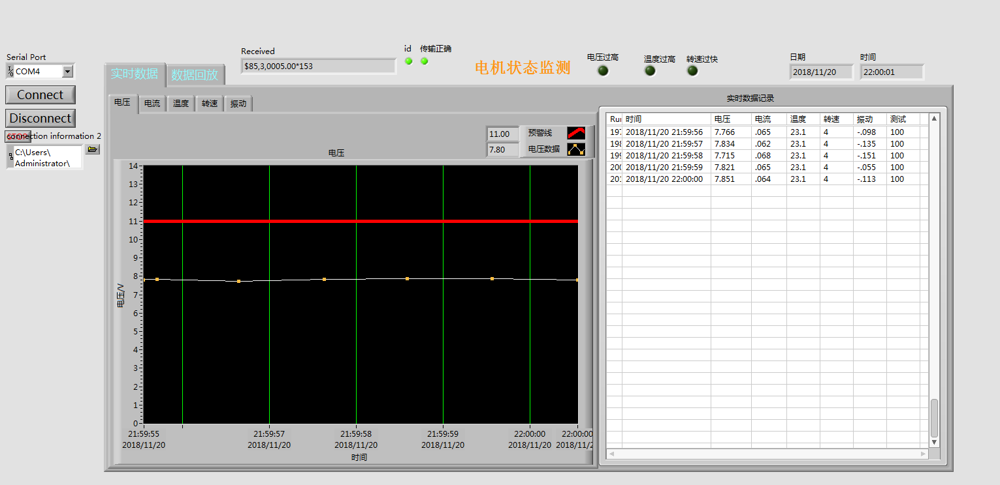 Serial Port
COM4
Connect
Disconnect
STOP
connection information 2
C:\Users\
Administrator\
Received
$85,3,0005.00*153
id
传输正确
电机状态监测
电压过高
温度过高
转速过快
日期
2018/11/20
时间
22:00:01
实时数据
数据回放
电压
电流
温度
转速
振动
11.00
预警线
7.80
电压数据
电压
电压/V
14
13
12
11
10
9
8
7
6
5
4
3
2
1
0
21:59:55 21:59:57 21:59:58 21:59:59 22:00:00 22:00:00
2018/11/20 2018/11/20 2018/11/20 2018/11/20 2018/11/20 2018/11/2
时间
实时数据记录
时间 电压 电流 温度 转速 振动 测试
197 2018/11/20 21:59:56 7.766 .065 23.1 4 -.098 100
198 2018/11/20 21:59:57 7.834 .062 23.1 4 -.135 100
199 2018/11/20 21:59:58 7.715 .068 23.1 4 -.151 100
200 2018/11/20 21:59:59 7.821 .065 23.1 4 -.055 100
201 2018/11/20 22:00:00 7.851 .064 23.1 4 -.113 100